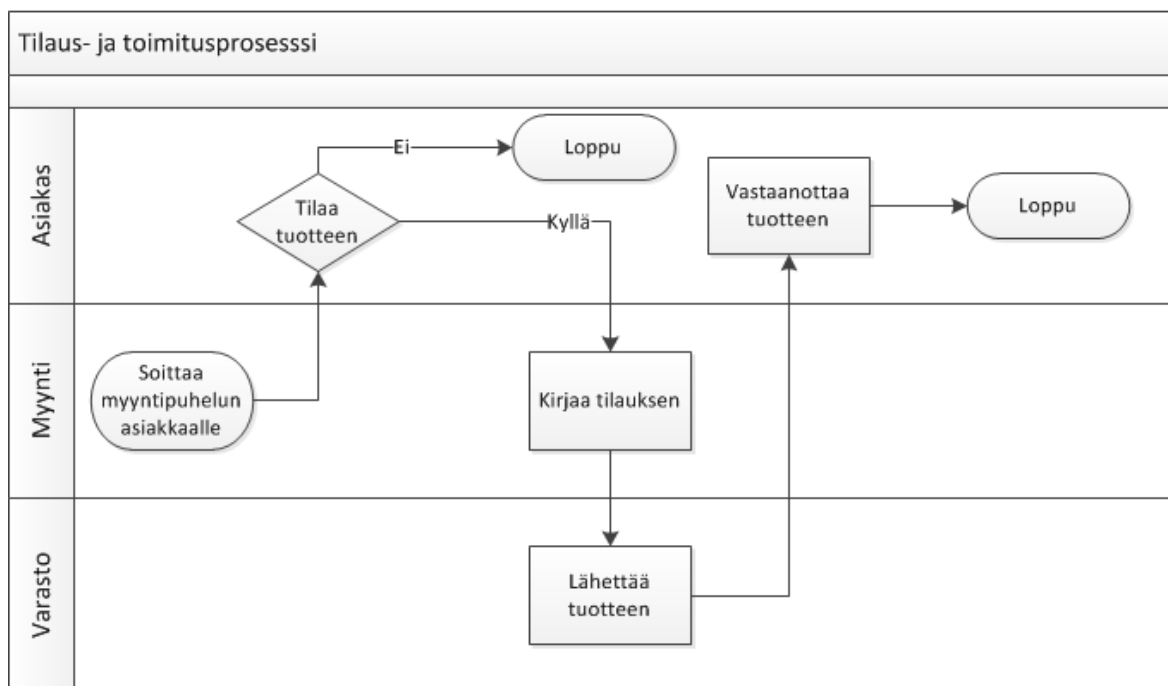 Tilaus- ja toimitusprosesssi
Asiakas
Ei
Loppu
Tilaa
tuotteen
Kyllä
Vastaanottaa
tuotteen
Loppu
Myynti
Soittaa
myyntipuhelun
asiakkaalle
Kirjaa tilauksen
Varasto
Lähettää
tuotteen